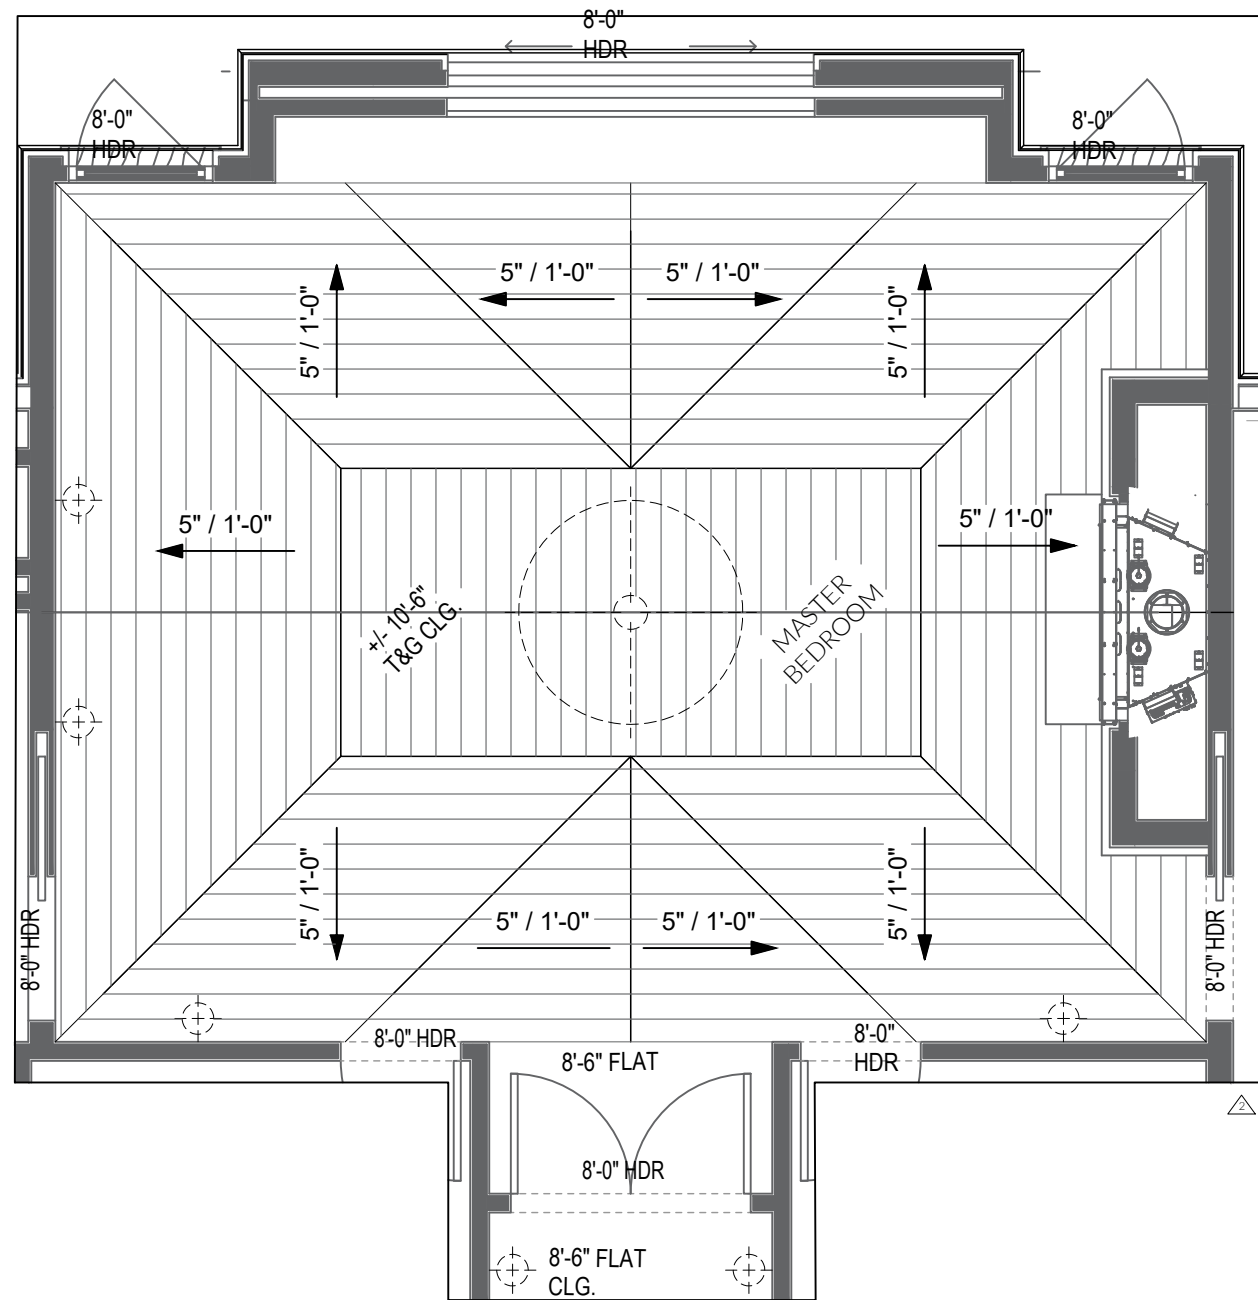 8'-0"
HDR
8'-0"
HDR
8'-0"
HDR
5" / 1'-0"
5" / 1'-0"
5" / 1'-0"
5" / 1'-0"
5" / 1'-0"
5" / 1'-0"
+/- 10'-6"
T&G CLG.
MASTER
BEDROOM
5" / 1'-0"
5" / 1'-0"
5" / 1'-0"
5" / 1'-0"
8'-0" HDR
8'-0" HDR
8'-0" HDR
8'-0"
HDR
8'-6" FLAT
2
8'-0" HDR
8'-6" FLAT
CLG.